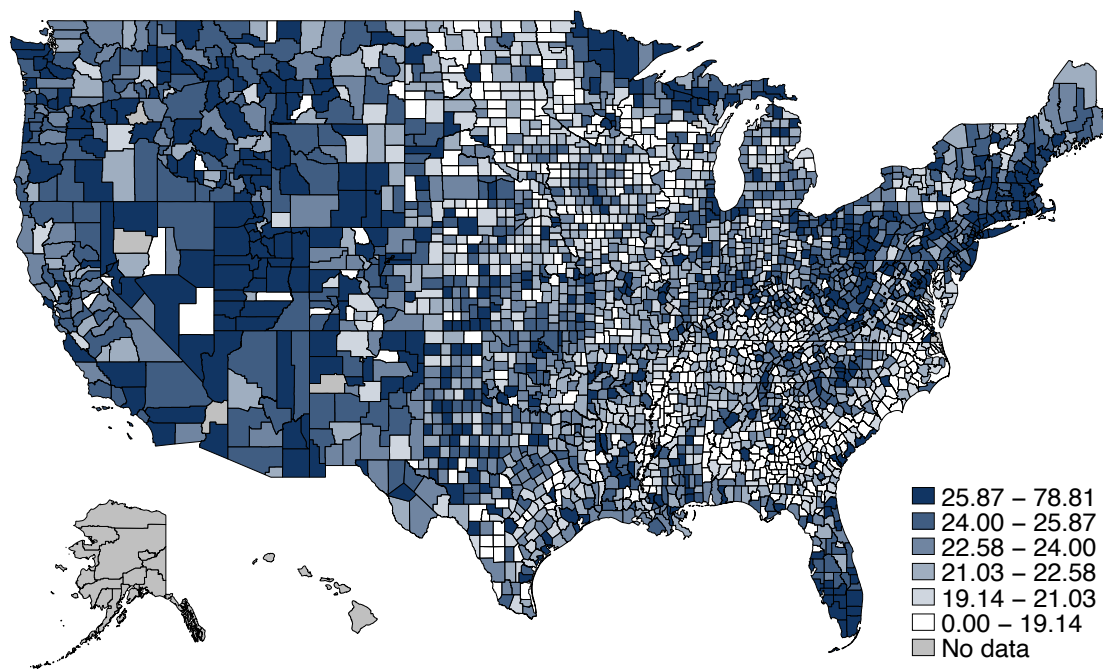 25.87 – 78.81
24.00 – 25.87
22.58 – 24.00
21.03 – 22.58
19.14 – 21.03
0.00 – 19.14
No data